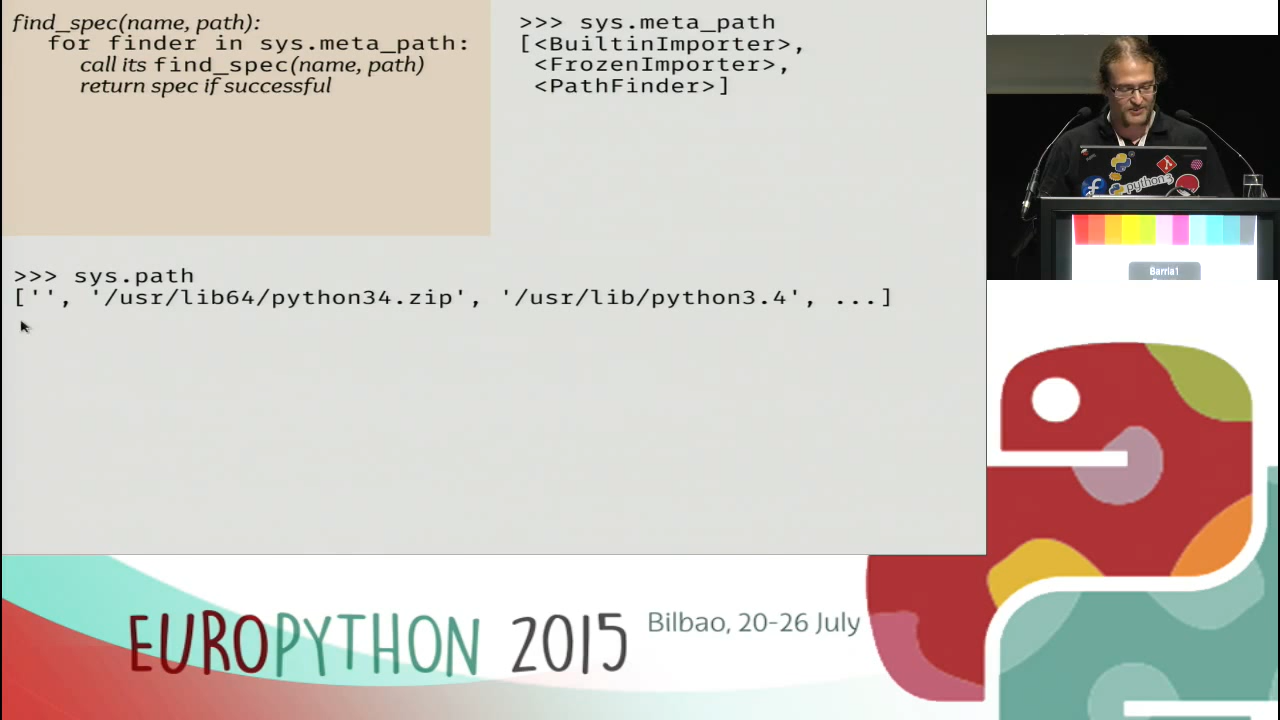 find_spec(name, path):
for finder in sys.meta_path:
call its find_spec(name, path)
return spec if successful
>>> sys.meta_path
[<BuiltinImporter>,
<FrozenImporter>,
<PathFinder>]
python3
Barria1
>>> sys.path
['', '/usr/lib64/python34.zip', '/usr/lib/python3.4', ...]
EUROPYTHON 2015
Bilbao, 20-26 July